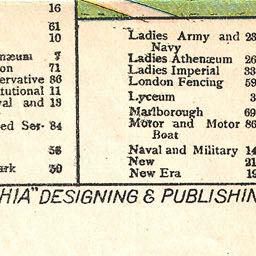 16
61
10
næum 7
on 71
ervative 86
tutional 11
val and 13
ed Ser- 84
56
ark 30
Ladies Army and 23
Navy
Ladies Athenæum 26
Ladies Imperial 33
London Fencing 59
Lyceum 3
Marlborough 69
Motor and Motor 86
Boat
Naval and Military 14
New 21
New Era 19
HIA" DESIGNING & PUBLISHIN